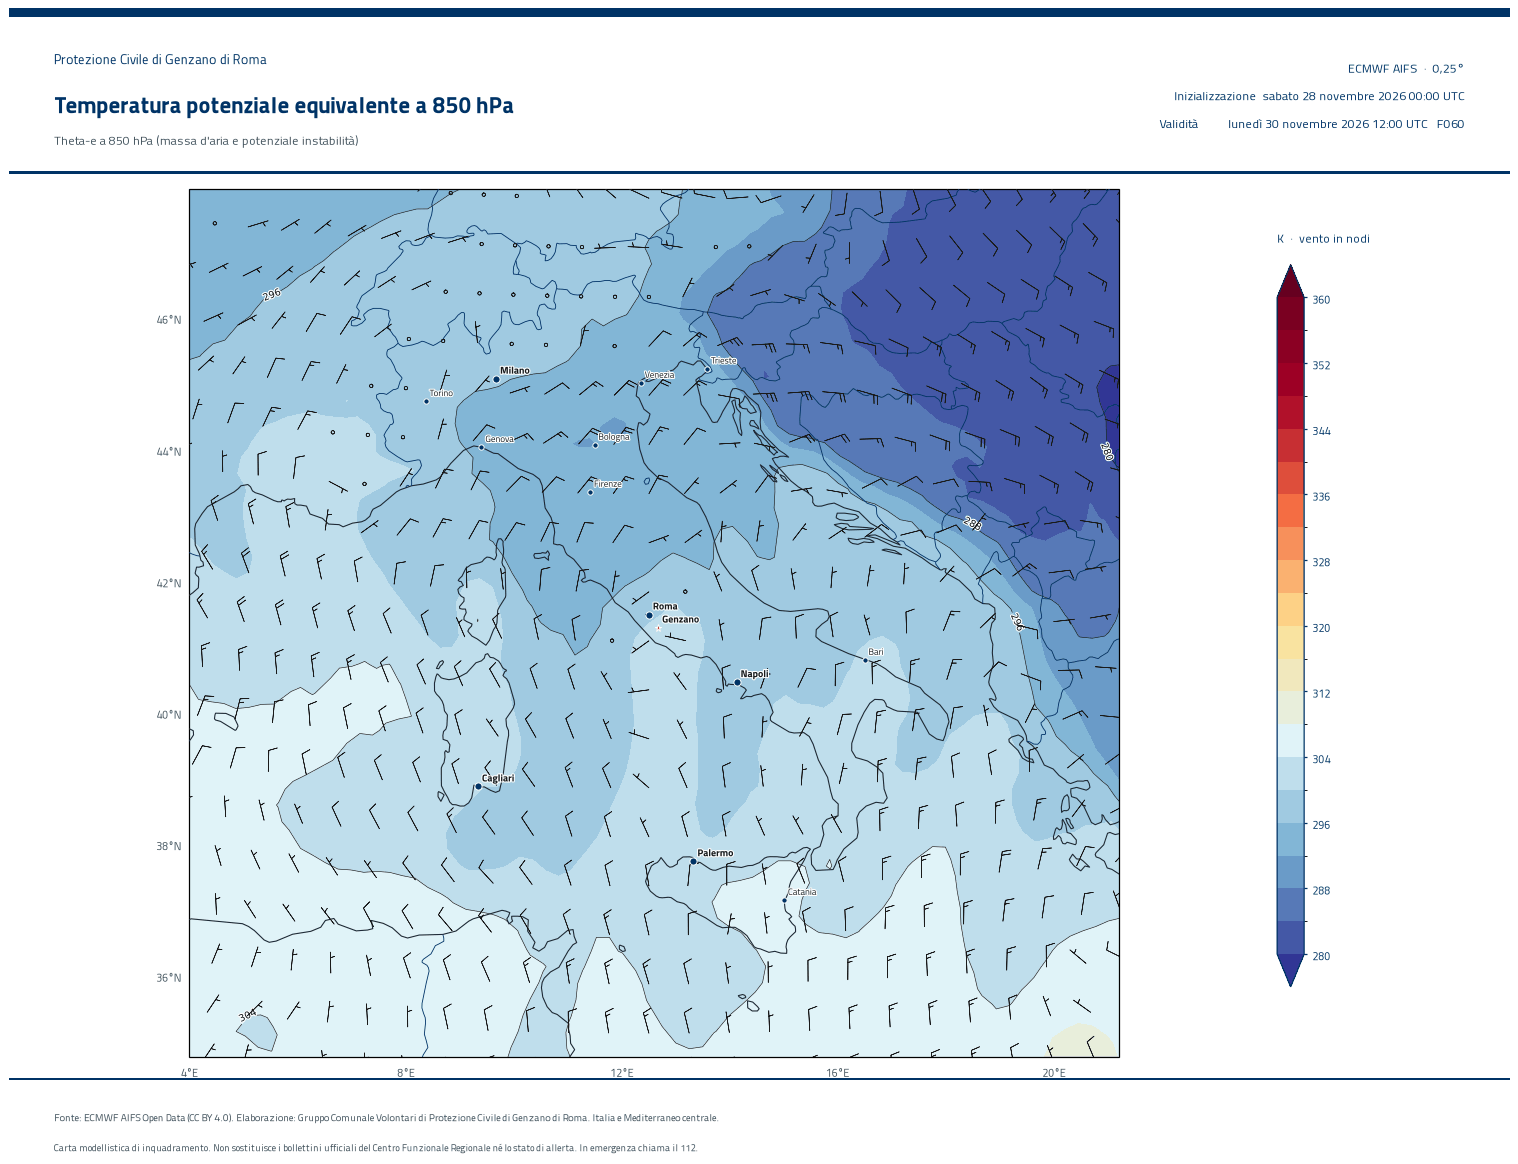 Protezione Civile di Genzano di Roma
Temperatura potenziale equivalente a 850 hPa
Theta-e a 850 hPa (massa d'aria e potenziale instabilità)
ECMWF AIFS · 0,25°
Inizializzazione sabato 28 novembre 2026 00:00 UTC
Validità lunedì 30 novembre 2026 12:00 UTC F060
K · vento in nodi
360
352
344
336
328
320
312
304
296
288
280
46°N
44°N
42°N
40°N
38°N
36°N
4°E
8°E
12°E
16°E
20°E
296
Trieste
Milano
Venezia
Torino
Genova
Bologna
280
Firenze
288
Roma
Genzano
296
Bari
Napoli
Cagliari
Palermo
Catania
304
Fonte: ECMWF AIFS Open Data (CC BY 4.0). Elaborazione: Gruppo Comunale Volontari di Protezione Civile di Genzano di Roma. Italia e Mediterraneo centrale.
Carta modellistica di inquadramento. Non sostituisce i bollettini ufficiali del Centro Funzionale Regionale né lo stato di allerta. In emergenza chiama il 112.